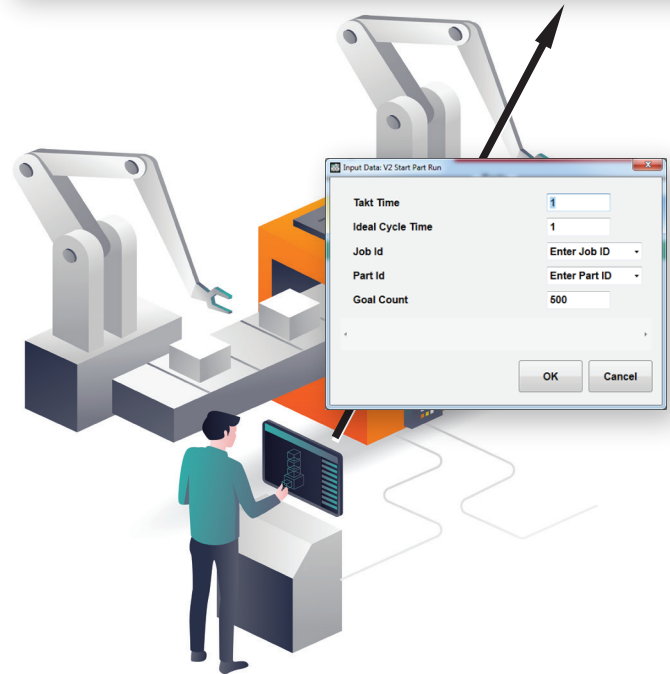 Input Data: V2 Start Part Run
Takt Time 1
Ideal Cycle Time 1
Job Id Enter Job ID
Part Id Enter Part ID
Goal Count 500
OK Cancel